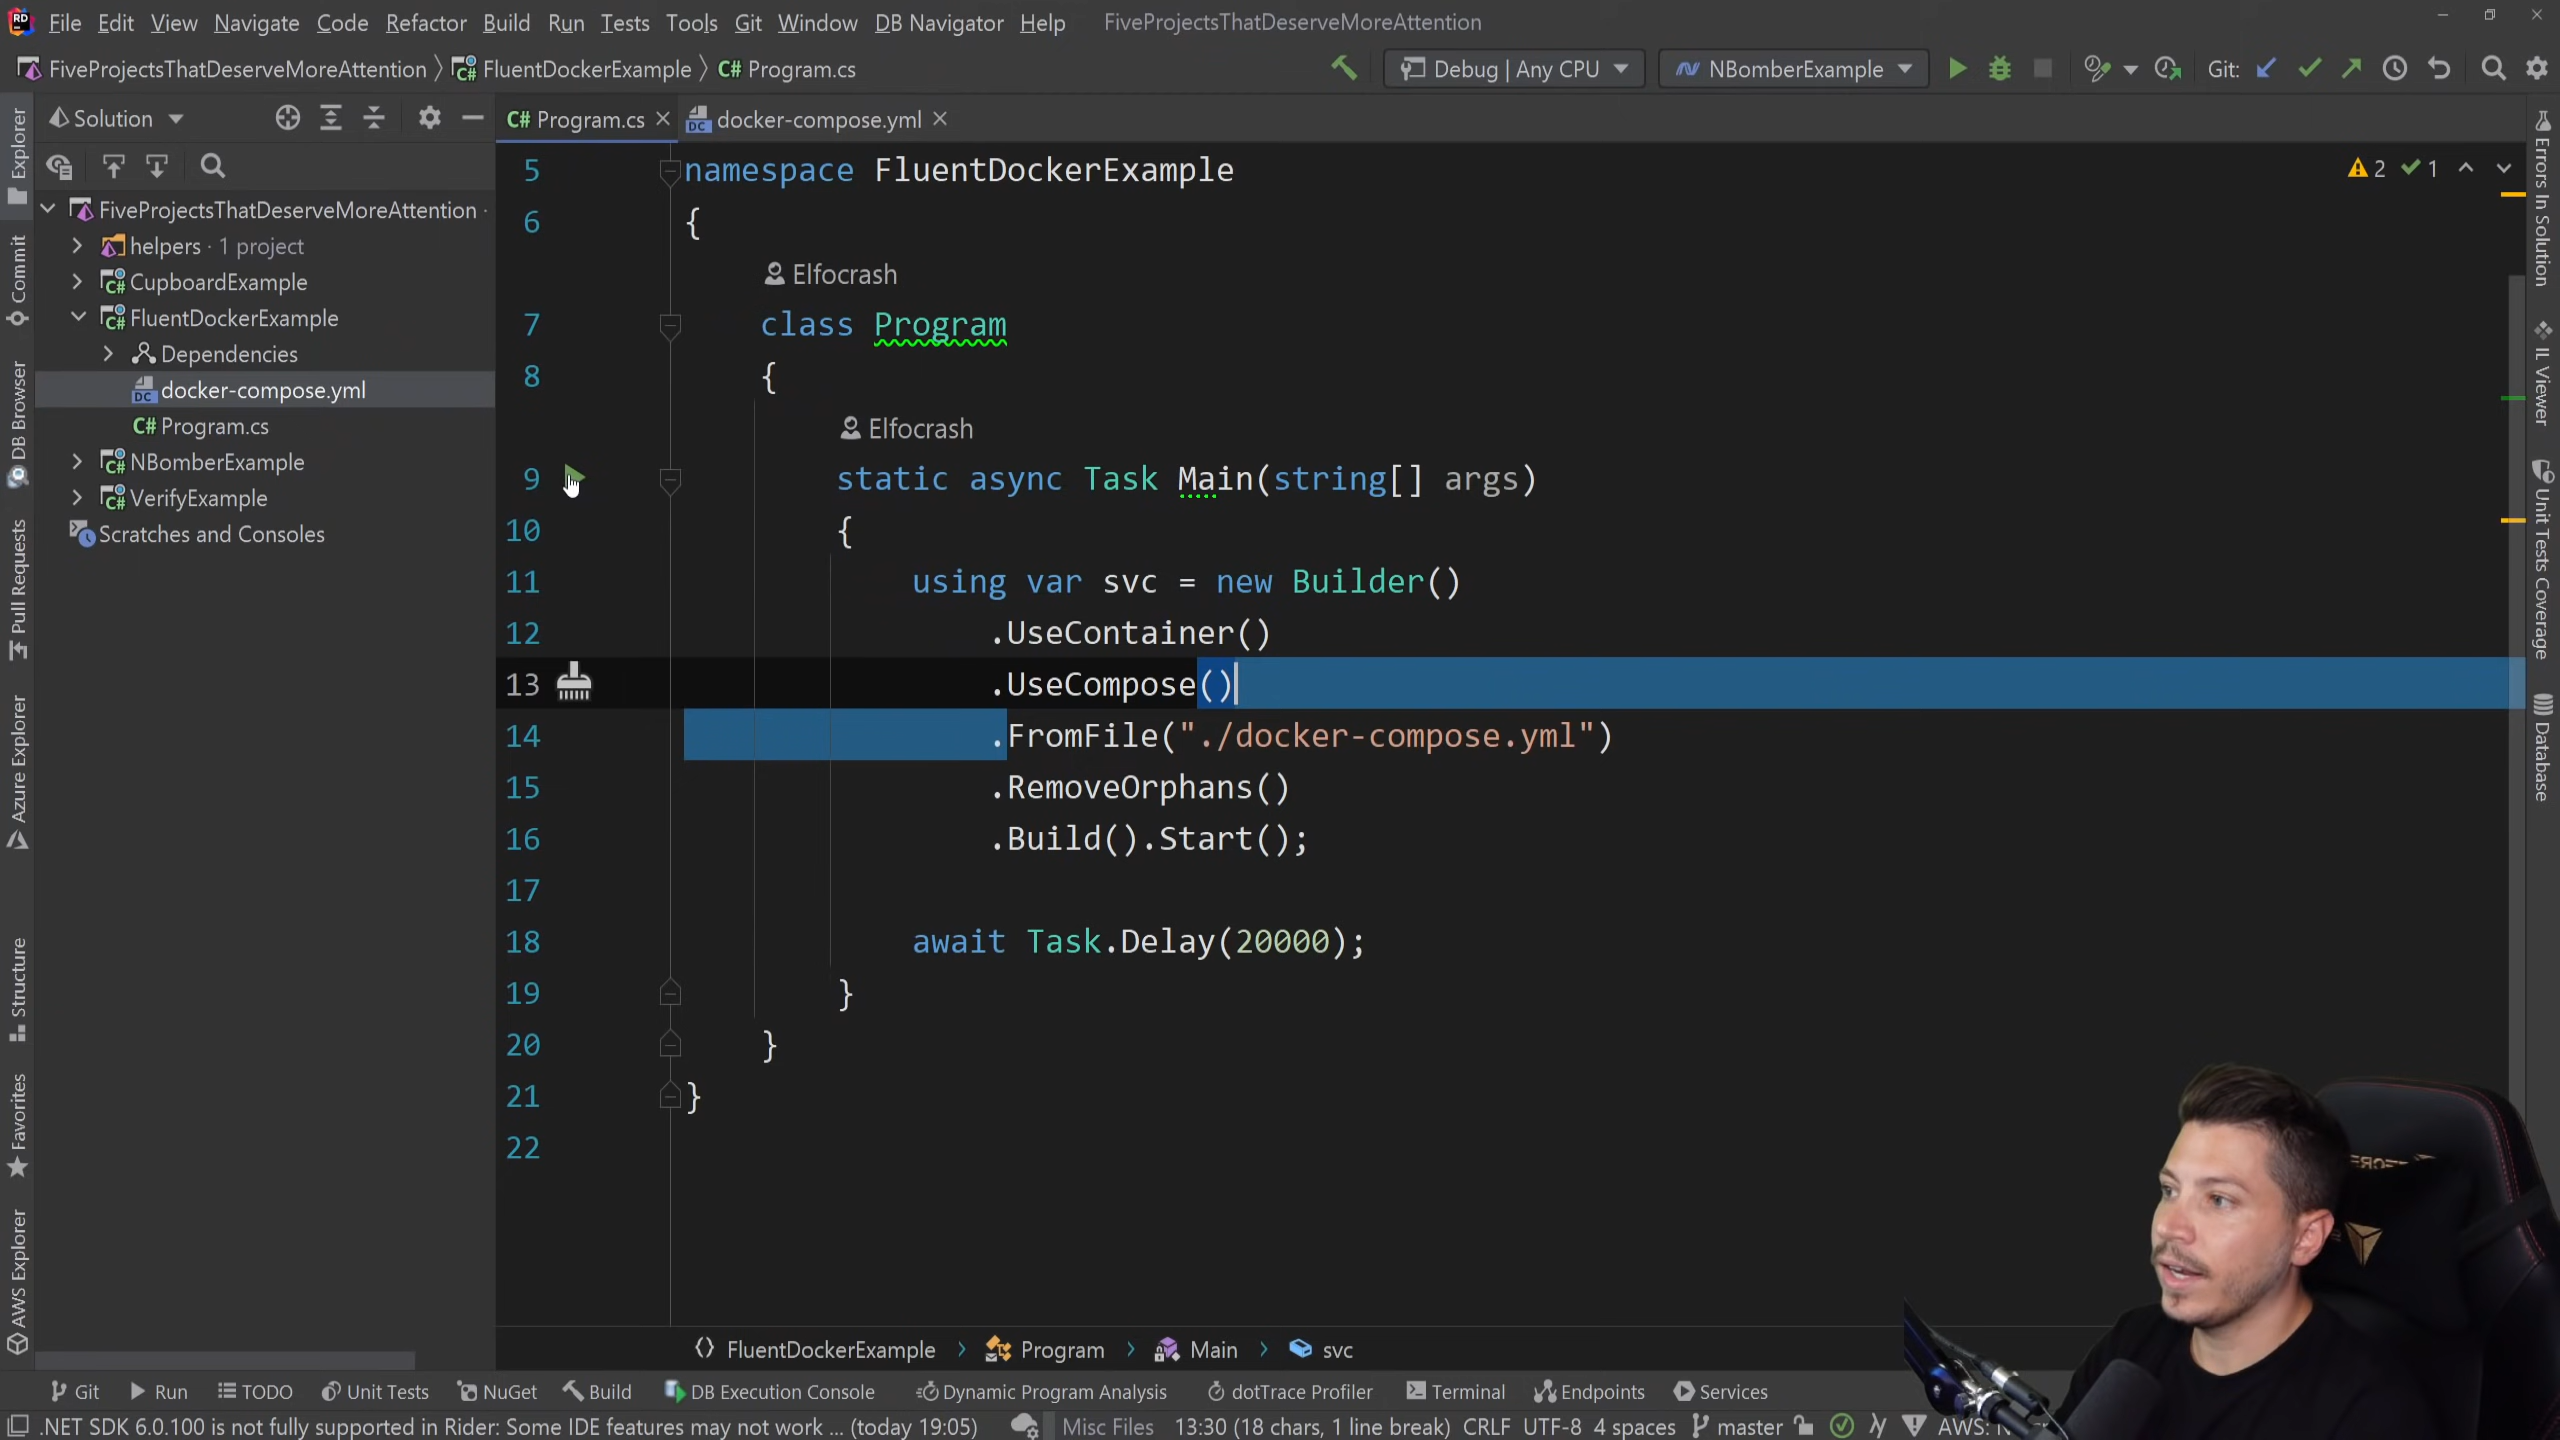 File Edit View Navigate Code Refactor Build Run Tests Tools Git Window DB Navigator Help FiveProjectsThatDeserveMoreAttention
FiveProjectsThatDeserveMoreAttention FluentDockerExample C# Program.cs Debug | Any CPU NBomberExample Git:
Solution
C# Program.cs docker-compose.yml
FiveProjectsThatDeserveMoreAttention ·
helpers · 1 project
CupboardExample
FluentDockerExample
Dependencies
docker-compose.yml
C# Program.cs
NBomberExample
VerifyExample
Scratches and Consoles
Explorer
Commit
DB Browser
Pull Requests
Azure Explorer
Structure
Favorites
AWS Explorer
2 1
5 namespace FluentDockerExample
6 {
Elfocrash
7 class Program
8 {
Elfocrash
9 static async Task Main(string[] args)
10 {
11 using var svc = new Builder()
12 .UseContainer()
13 .UseCompose()
14 .FromFile("./docker-compose.yml")
15 .RemoveOrphans()
16 .Build().Start();
17
18 await Task.Delay(20000);
19 }
20 }
21 }
22
Errors In Solution
IL Viewer
Unit Tests Coverage
Database
FluentDockerExample Program Main svc
Git Run TODO Unit Tests NuGet Build DB Execution Console Dynamic Program Analysis dotTrace Profiler Terminal Endpoints Services
.NET SDK 6.0.100 is not fully supported in Rider: Some IDE features may not work ... (today 19:05) Misc Files 13:30 (18 chars, 1 line break) CRLF UTF-8 4 spaces master AWS: